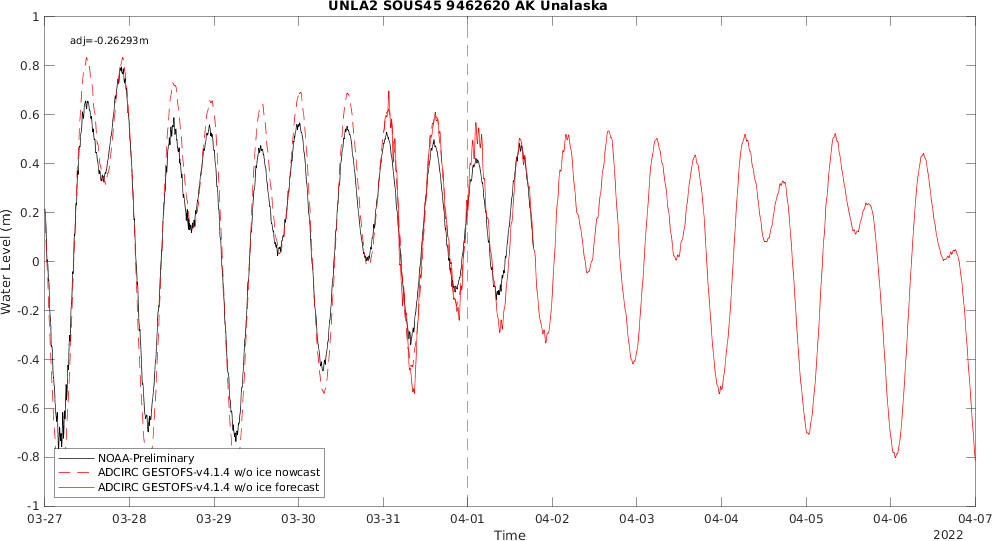 UNLA2 SOUS45 9462620 AK Unalaska
adj=-0.26293m
1
0.8
0.6
0.4
0.2
0
-0.2
-0.4
-0.6
-0.8
-1
Water Level (m)
NOAA-Preliminary
ADCIRC GESTOFS-v4.1.4 w/o ice nowcast
ADCIRC GESTOFS-v4.1.4 w/o ice forecast
03-27 03-28 03-29 03-30 03-31 04-01 04-02 04-03 04-04 04-05 04-06 04-07
Time
2022